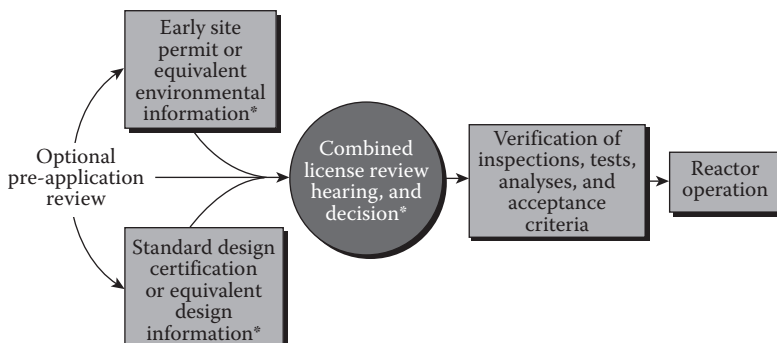 Early site
permit or
equivalent
environmental
information*
Optional
pre-application
review
Combined
license review
hearing, and
decision*
Verification of
inspections, tests,
analyses, and
acceptance
criteria
Reactor
operation
Standard design
certification
or equivalent
design
information*